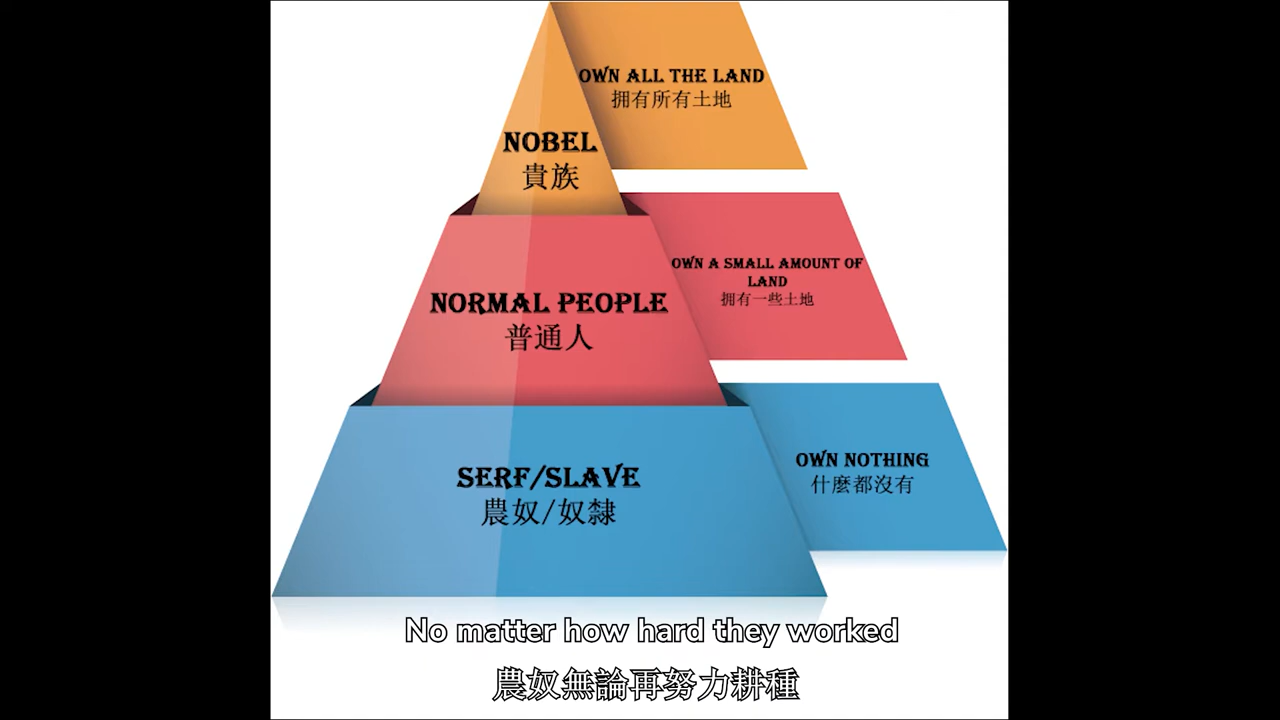 OWN ALL THE LAND
擁有所有土地
NOBEL
貴族
OWN A SMALL AMOUNT OF
LAND
擁有一些土地
NORMAL PEOPLE
普通人
OWN NOTHING
什麼都沒有
SERF/SLAVE
農奴/奴隸
No matter how hard they worked
農奴無論再努力耕種